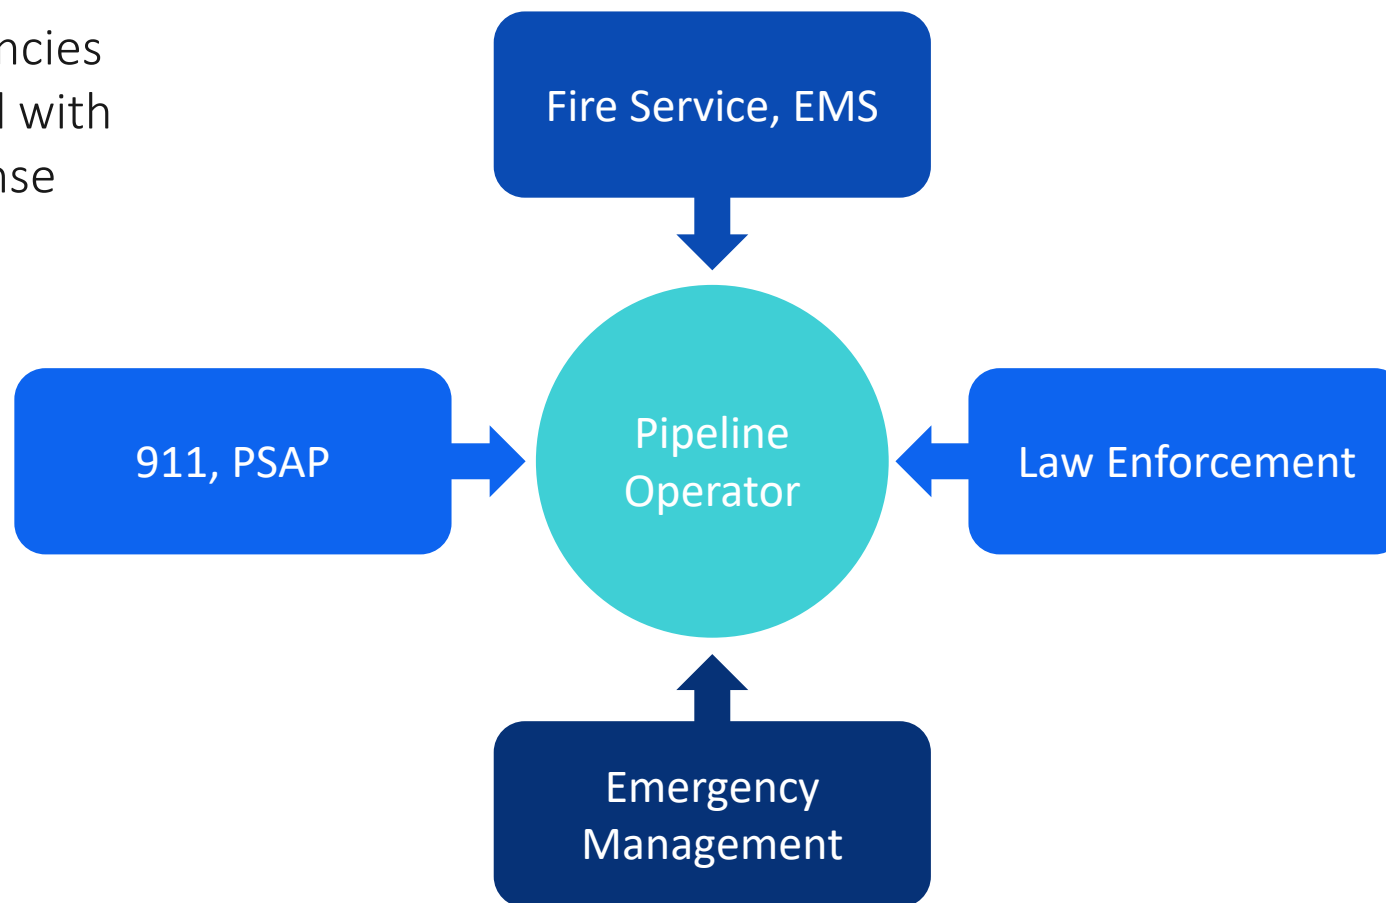 ncies
with
nse
Fire Service, EMS
911, PSAP
Pipeline
Operator
Law Enforcement
Emergency
Management